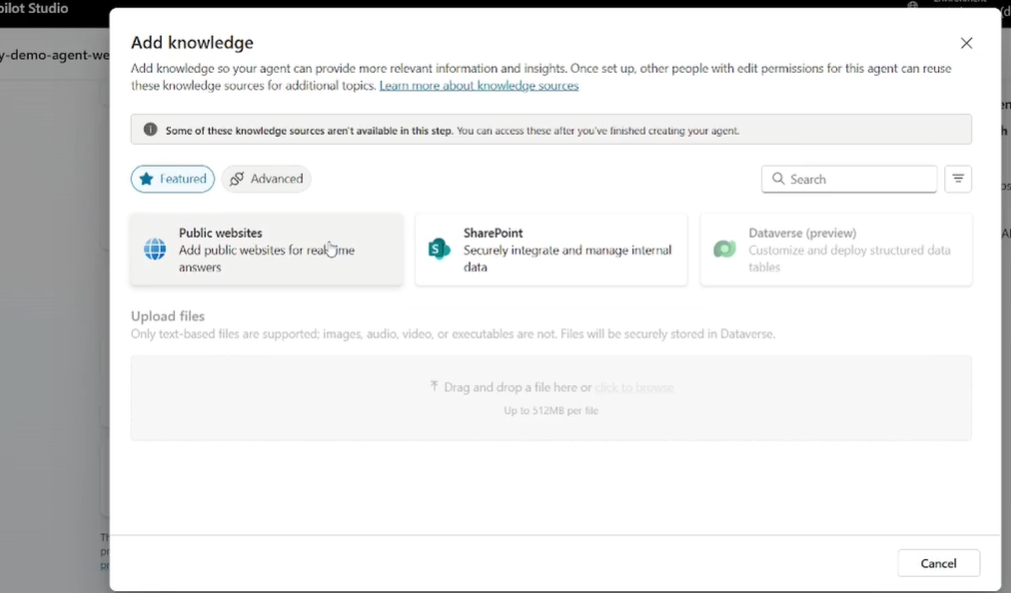 pilot Studio
y-demo-agent-we
Add knowledge
Add knowledge so your agent can provide more relevant information and insights. Once set up, other people with edit permissions for this agent can reuse
these knowledge sources for additional topics. Learn more about knowledge sources
Some of these knowledge sources aren't available in this step. You can access these after you've finished creating your agent.
Featured
Advanced
Search
Public websites
Add public websites for real-time
answers
SharePoint
Securely integrate and manage internal
data
Dataverse (preview)
Customize and deploy structured data
tables
Upload files
Only text-based files are supported; images, audio, video, or executables are not. Files will be securely stored in Dataverse.
Drag and drop a file here or click to browse
Up to 512MB per file
Cancel